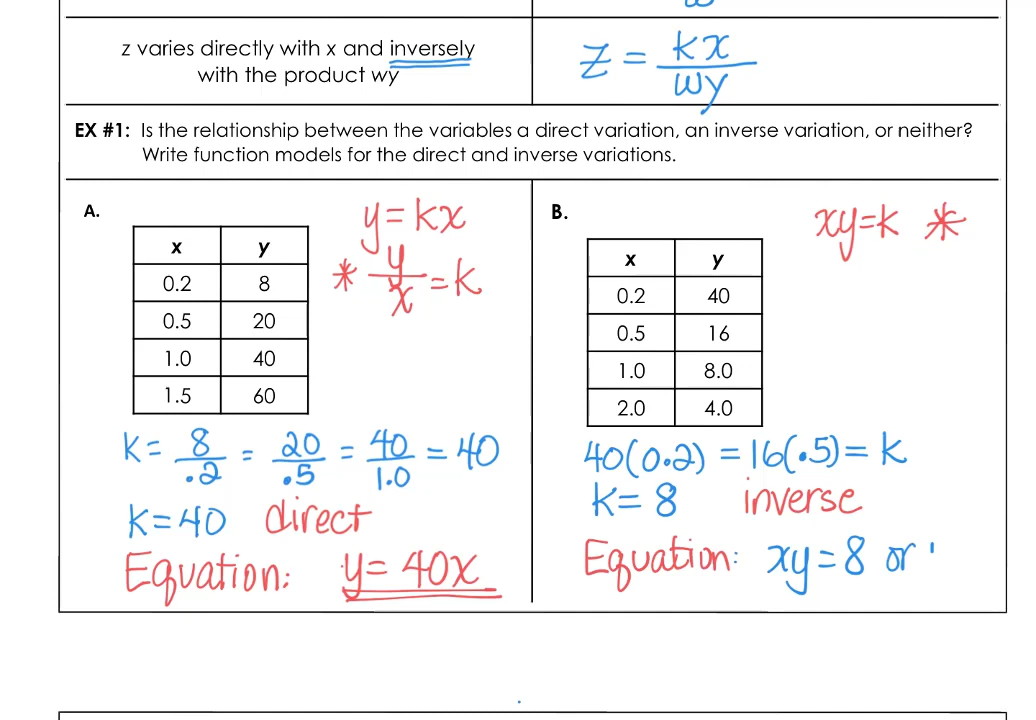 z varies directly with x and inversely
with the product wy
z = kx / wy
EX #1: Is the relationship between the variables a direct variation, an inverse variation, or neither?
Write function models for the direct and inverse variations.
A.
y = kx
* y/x = k
x y
0.2 8
0.5 20
1.0 40
1.5 60
k = 8/.2 = 20/.5 = 40/1.0 = 40
k = 40 direct
Equation: y = 40x
B.
xy = k *
x y
0.2 40
0.5 16
1.0 8.0
2.0 4.0
40(0.2) = 16(.5) = k
k = 8 inverse
Equation: xy = 8 or